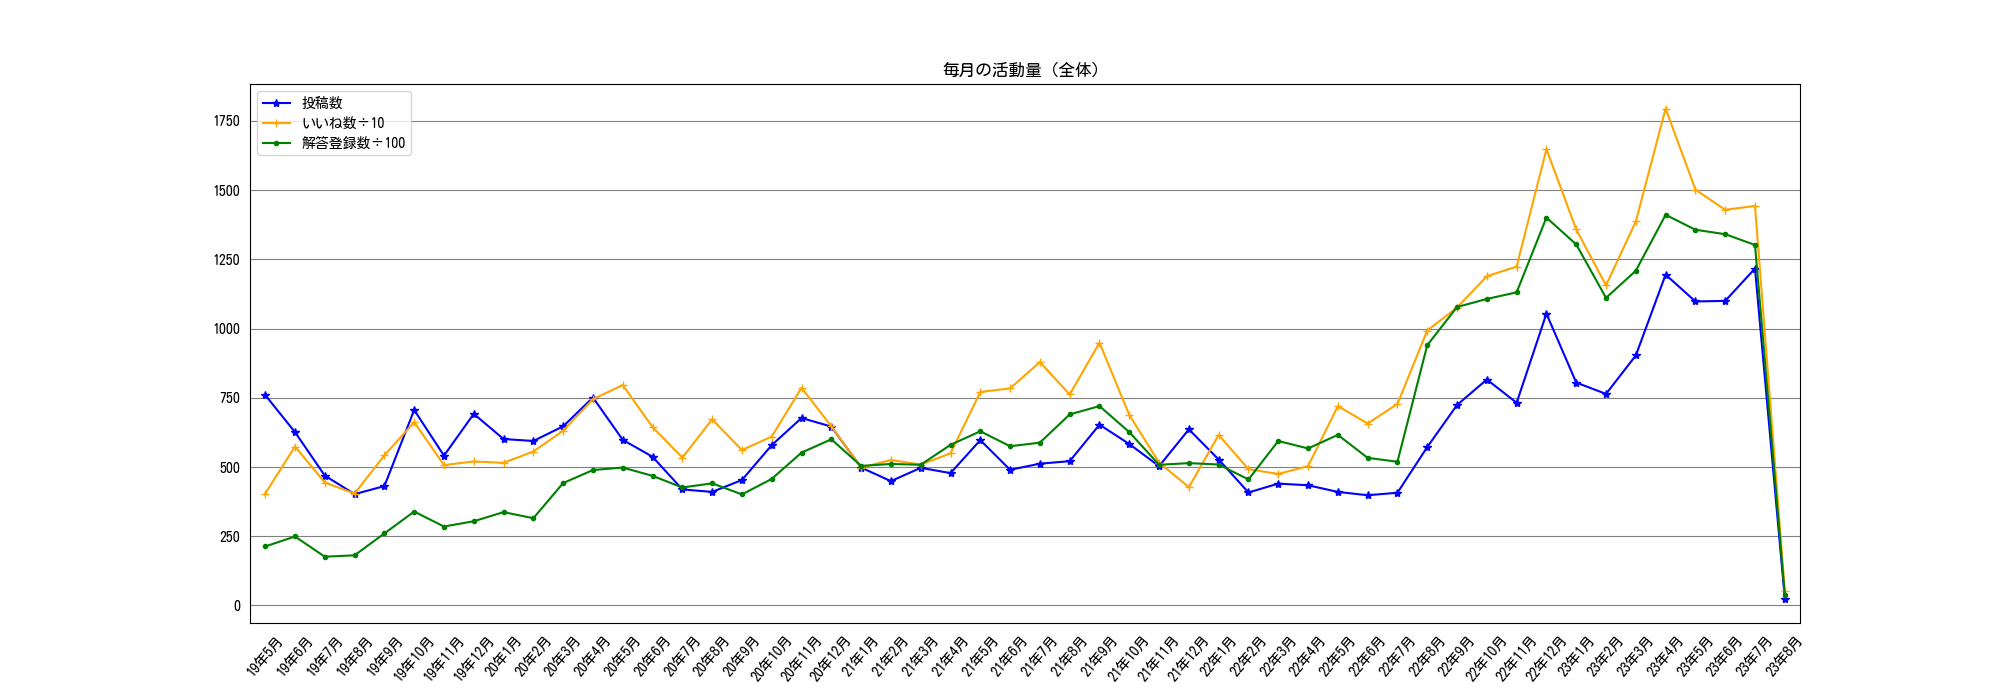 毎月の活動量（全体）
投稿数
いいね数÷10
解答登録数÷100
1750
1500
1250
1000
750
500
250
0
19年5月
19年6月
19年7月
19年8月
19年9月
19年10月
19年11月
19年12月
20年1月
20年2月
20年3月
20年4月
20年5月
20年6月
20年7月
20年8月
20年9月
20年10月
20年11月
20年12月
21年1月
21年2月
21年3月
21年4月
21年5月
21年6月
21年7月
21年8月
21年9月
21年10月
21年11月
21年12月
22年1月
22年2月
22年3月
22年4月
22年5月
22年6月
22年7月
22年8月
22年9月
22年10月
22年11月
22年12月
23年1月
23年2月
23年3月
23年4月
23年5月
23年6月
23年7月
23年8月